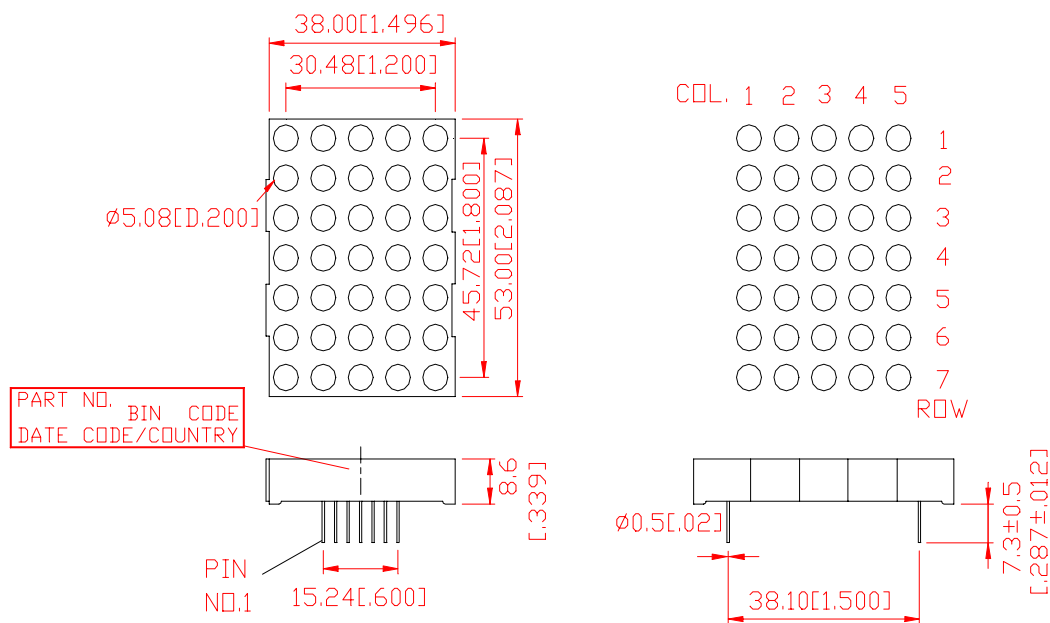 38.00[1.496]
30.48[1.200]
COL. 1 2 3 4 5
1
2
3
4
5
6
7
ROW
Ø5.08[D.200]
45.72[1.800]
53.00[2.087]
PART NO.
BIN CODE
DATE CODE/COUNTRY
8.6
[.339]
PIN
NO.1
15.24[.600]
Ø0.5[.02]
38.10[1.500]
7.3±0.5
[.287±.012]